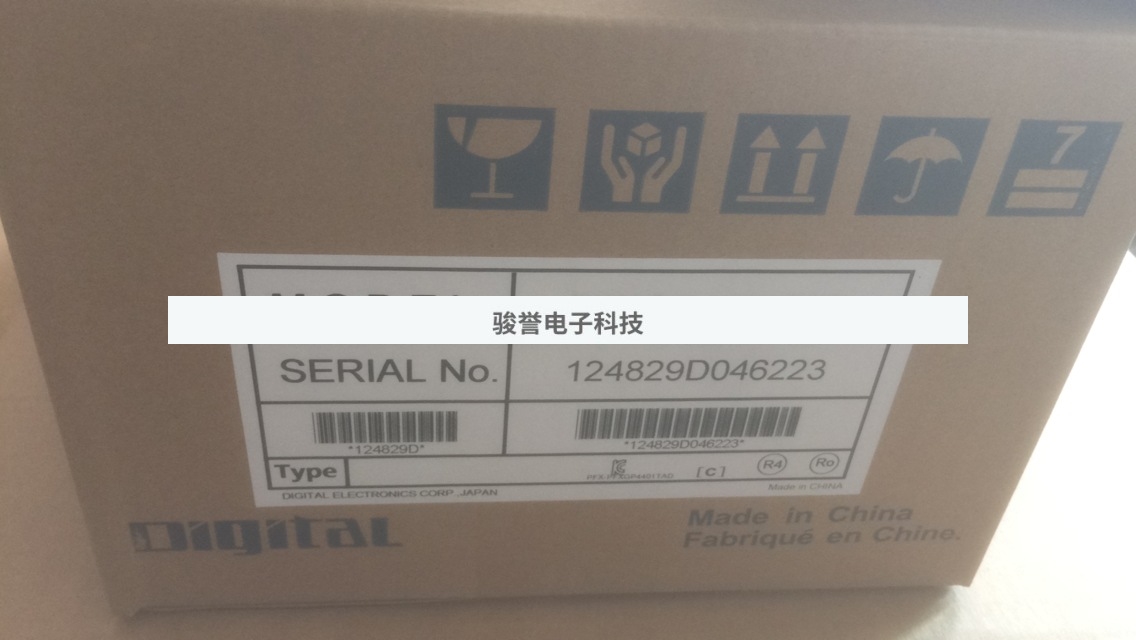 7
骏誉电子科技
SERIAL No. 124829D046223
*124829D* *124829D046223*
Type [C] R4 Ro
DIGITAL ELECTRONICS CORP .JAPAN Made in CHINA
Digital
Made in China
Fabriqué en Chine.